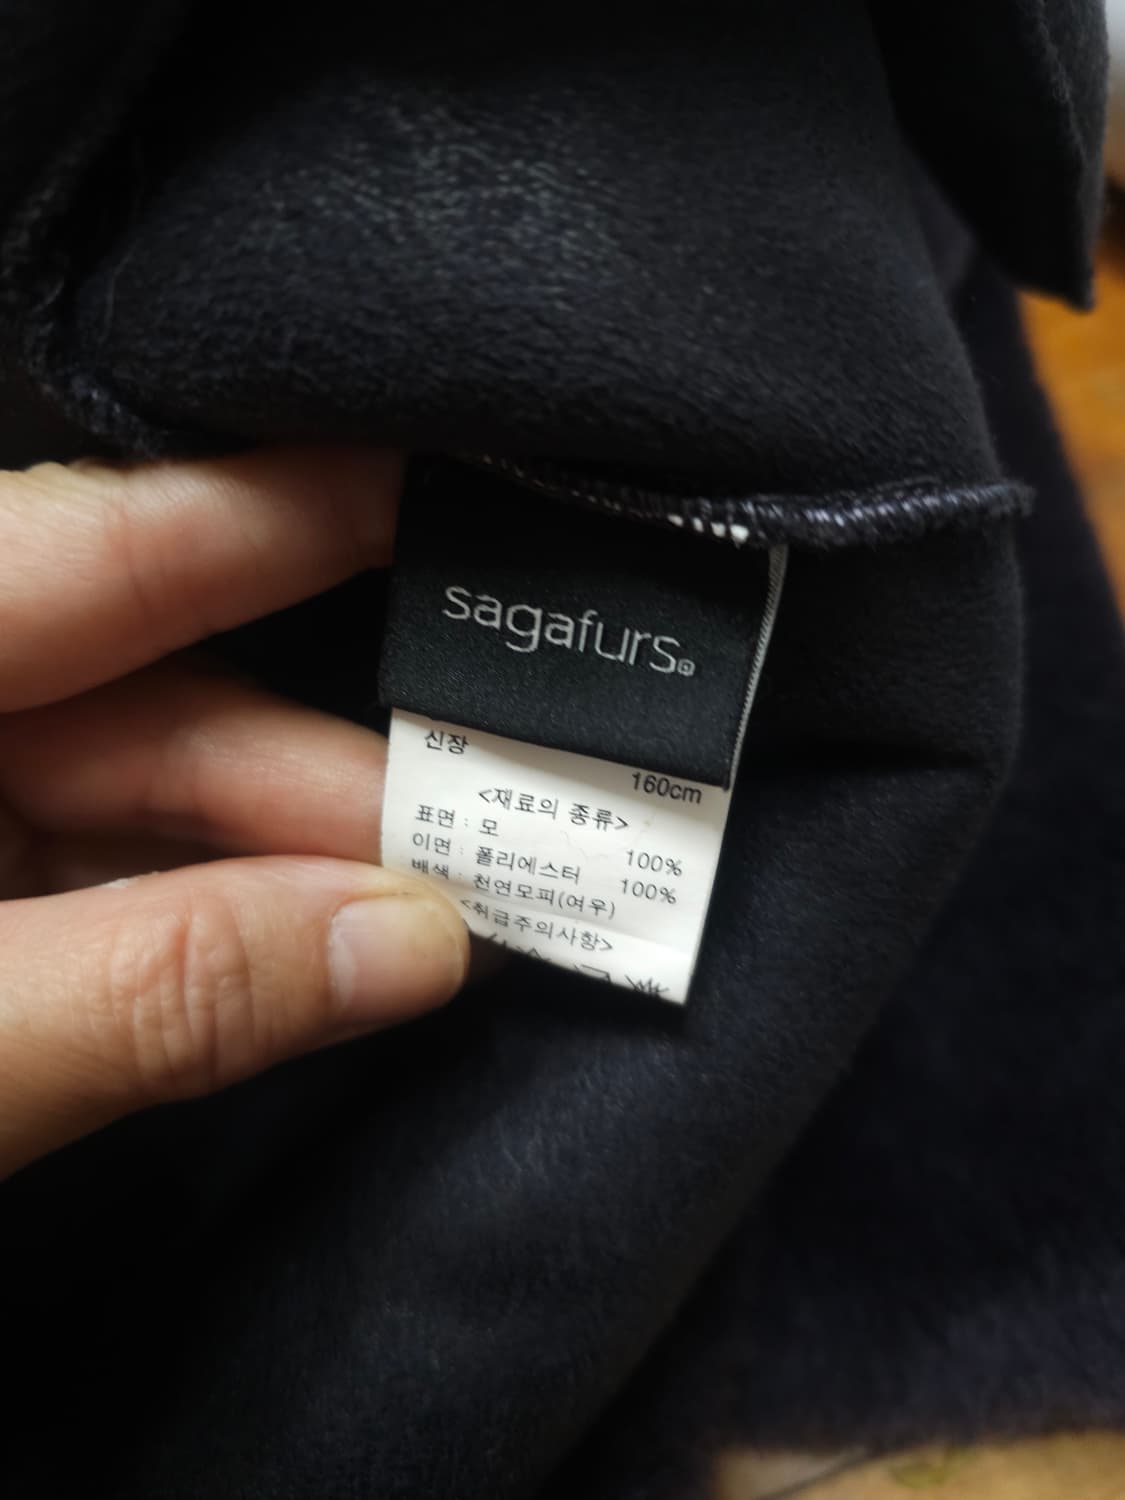 sagafurs
신장 160cm
<재료의 종류>
표면 : 모 100%
이면 : 폴리에스터 100%
배색 : 천연모피(여우)
<취급주의사항>